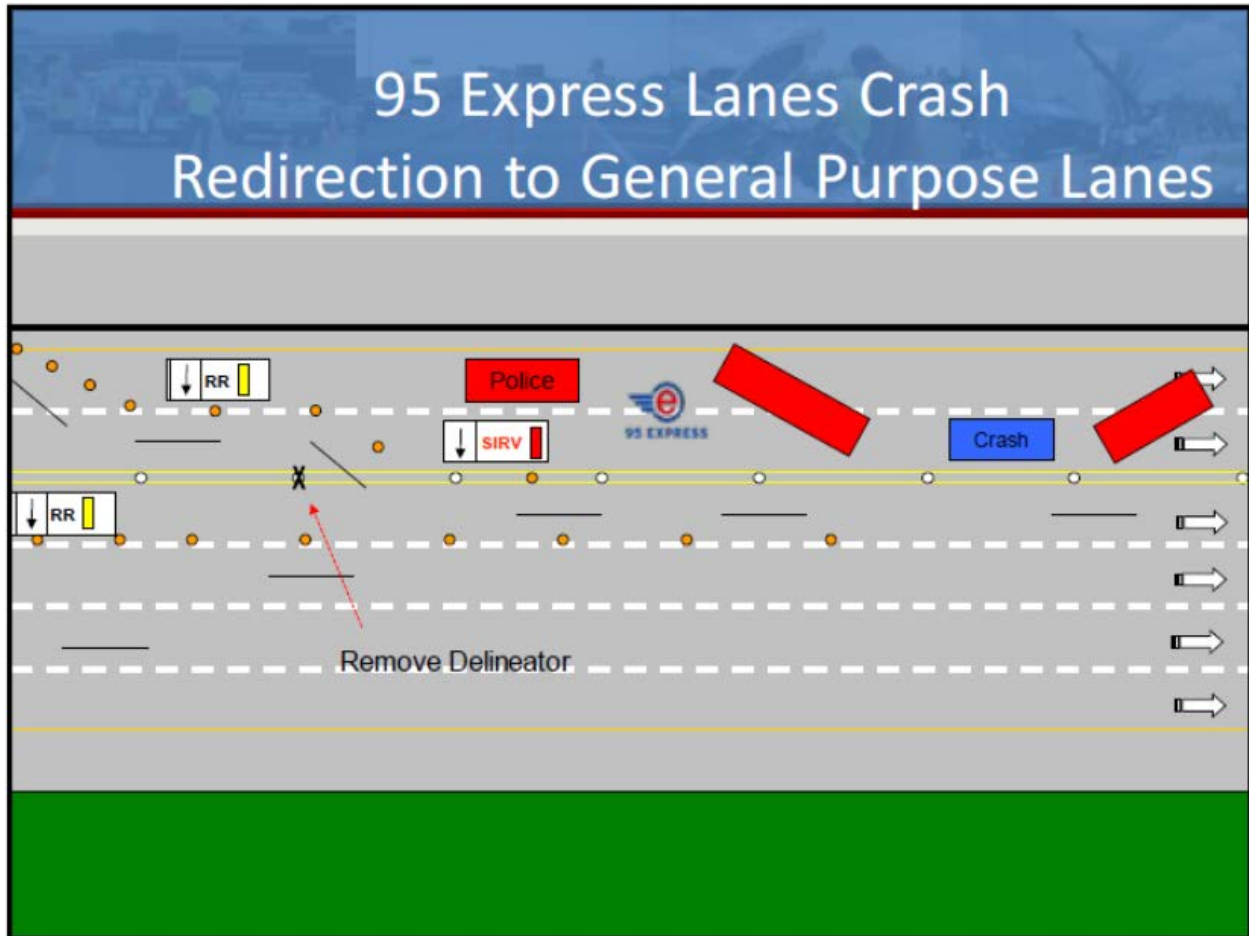 95 Express Lanes Crash
Redirection to General Purpose Lanes
RR
Police
e
95 EXPRESS
SIRV
Crash
RR
Remove Delineator